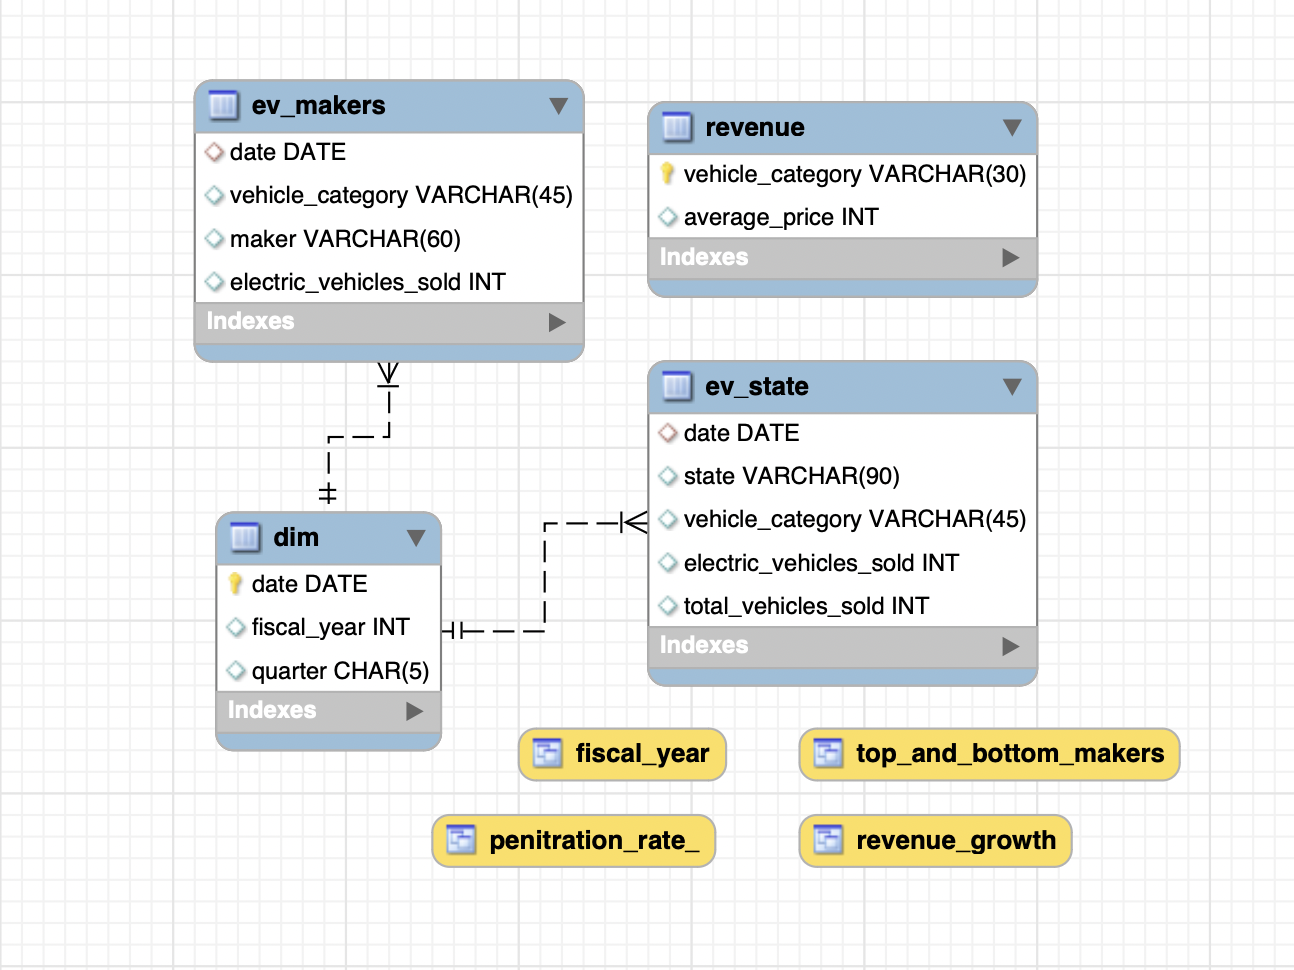 ev_makers
date DATE
vehicle_category VARCHAR(45)
maker VARCHAR(60)
electric_vehicles_sold INT
Indexes
revenue
vehicle_category VARCHAR(30)
average_price INT
Indexes
ev_state
date DATE
state VARCHAR(90)
vehicle_category VARCHAR(45)
electric_vehicles_sold INT
total_vehicles_sold INT
Indexes
dim
date DATE
fiscal_year INT
quarter CHAR(5)
Indexes
fiscal_year
top_and_bottom_makers
penitration_rate_
revenue_growth